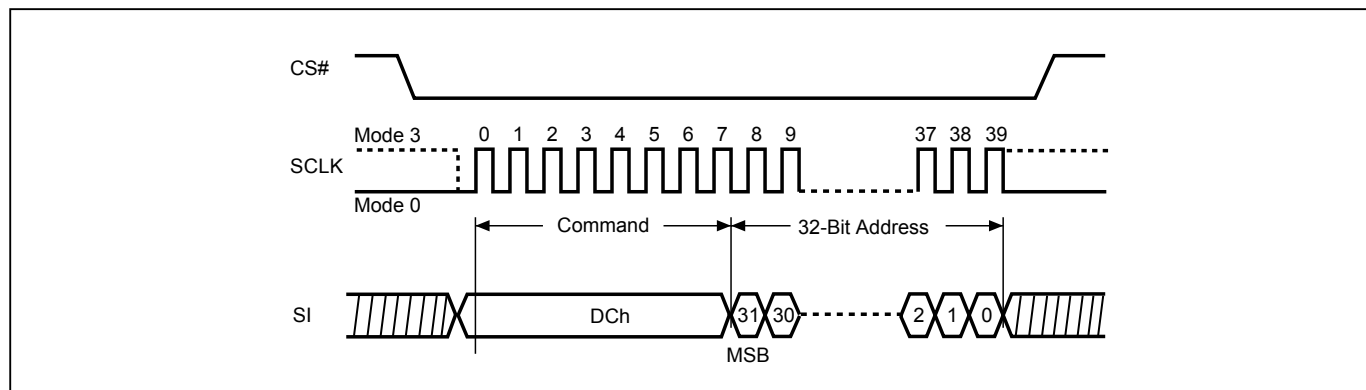 CS#
Mode 3
0 1 2 3 4 5 6 7 8 9 37 38 39
SCLK
Mode 0
Command 32-Bit Address
SI DCh 31 30 2 1 0
MSB